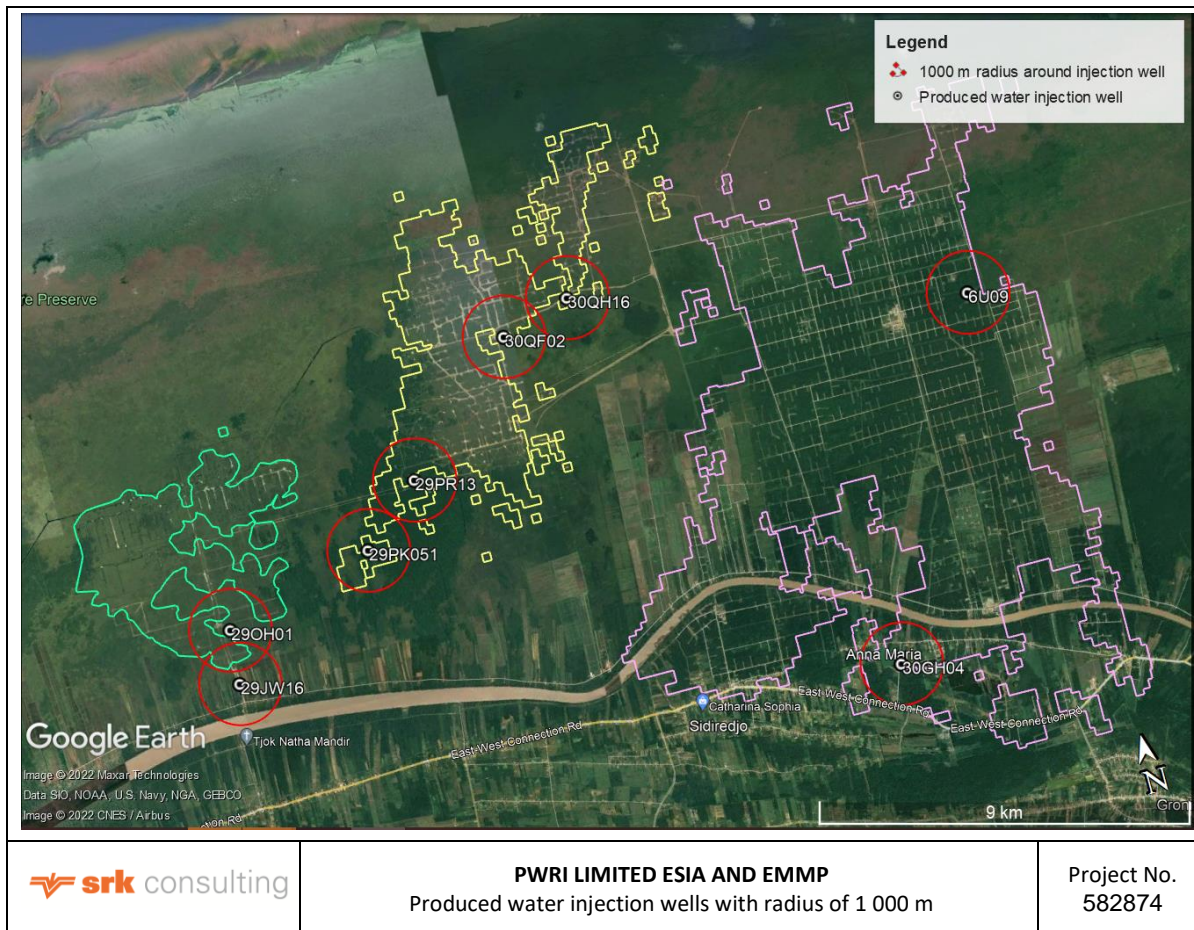 Legend
1000 m radius around injection well
Produced water injection well
re Preserve
30QH16
6U09
30QF02
29PR13
29PK051
29OH01
Anna Maria
30GH04
29JW16
East-West Connection Rd
Catharina Sophia
Sidiredjo
East-West Connection Rd
East-West Connection Rd
Google Earth
Tjok Natha Mandir
N
Image © 2022 Maxar Technologies
Data SIO, NOAA, U.S. Navy, NGA, GEBCO
Image © 2022 CNES / Airbus
ction Rd
9 km
Gron
srk consulting
PWRI LIMITED ESIA AND EMMP
Produced water injection wells with radius of 1 000 m
Project No.
582874